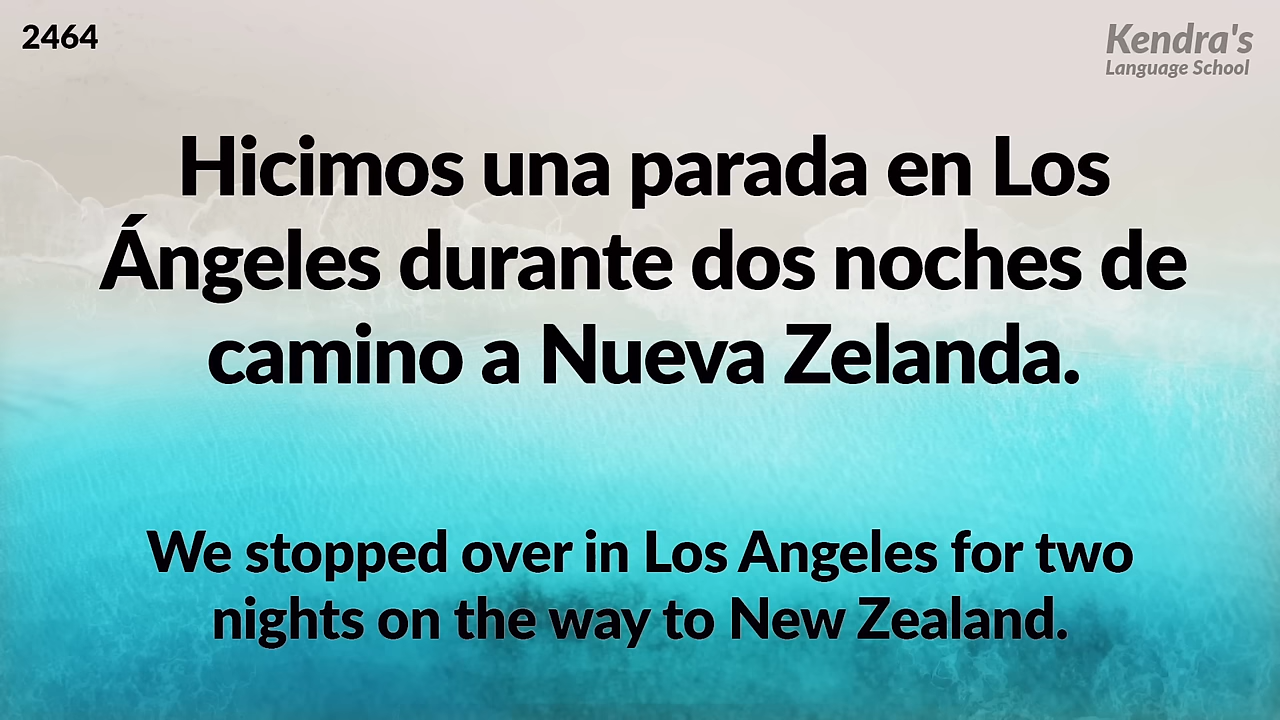 2464
Kendra's
Language School
Hicimos una parada en Los
Ángeles durante dos noches de
camino a Nueva Zelanda.
We stopped over in Los Angeles for two
nights on the way to New Zealand.